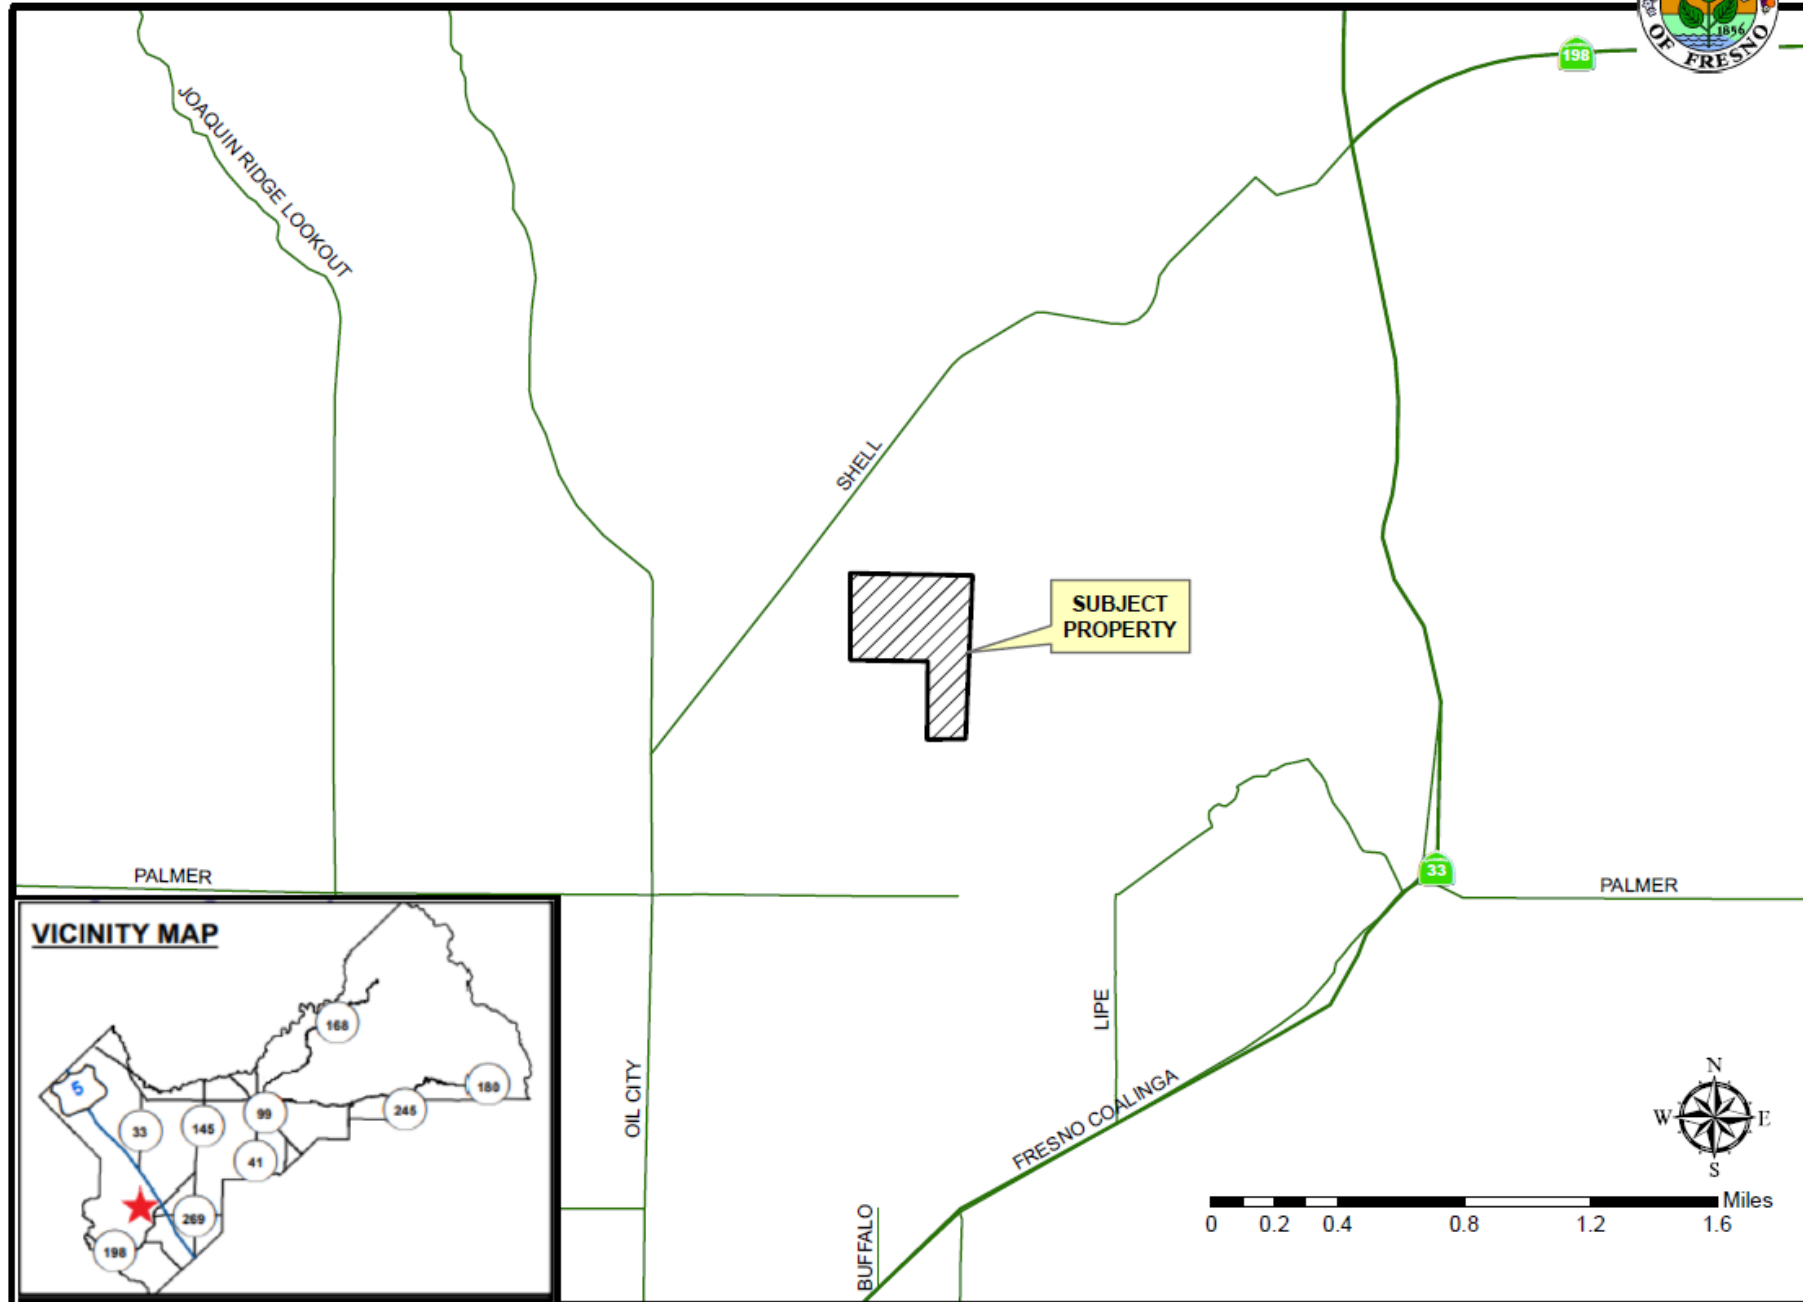 198
1856
OF FRESNO
JOAQUIN RIDGE LOOKOUT
SHELL
SUBJECT
PROPERTY
33
PALMER
PALMER
VICINITY MAP
168
5
180
99
245
33
145
41
269
198
LIPE
OIL CITY
FRESNO COALINGA
BUFFALO
N
W
E
S
Miles
0 0.2 0.4 0.8 1.2 1.6